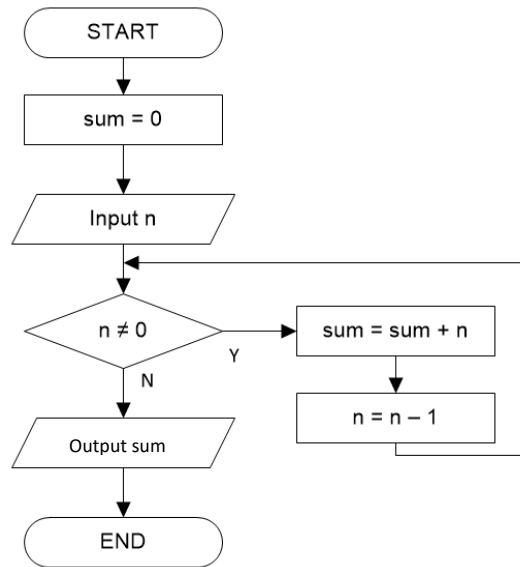 START
sum = 0
Input n
n ≠ 0
Y
sum = sum + n
n = n – 1
N
Output sum
END